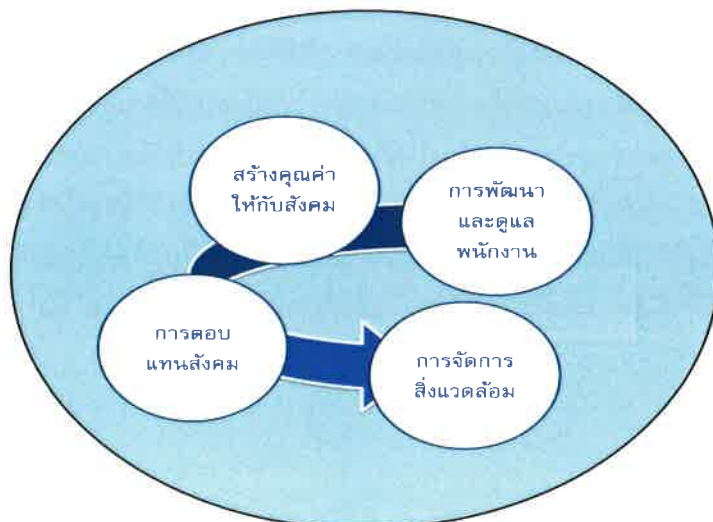 สร้างคุณค่า
ให้กับสังคม
การพัฒนา
และดูแล
พนักงาน
การตอบ
แทนสังคม
การจัดการ
สิ่งแวดล้อม